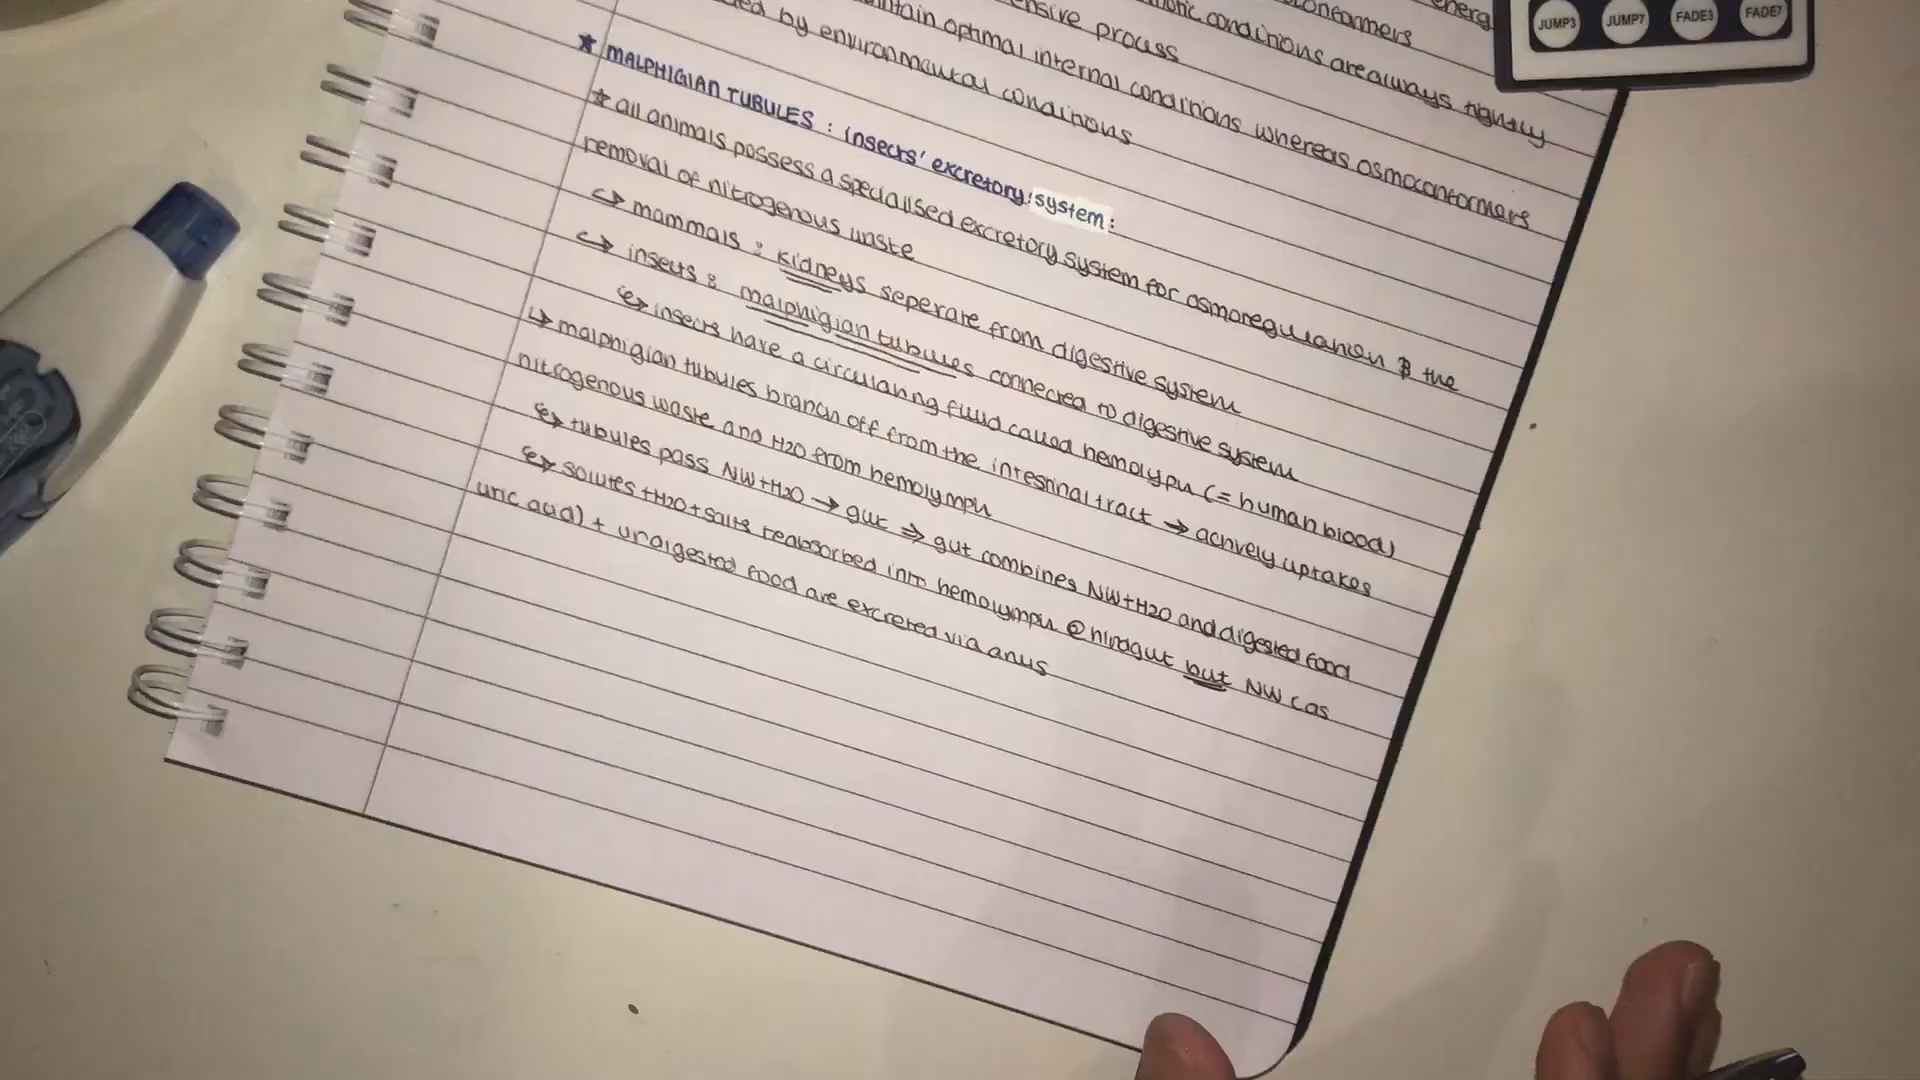 JUMP3 JUMP7 FADE3 FADE7
energ
conformers
conditions are always tightly
ensive process
maintain optimal internal conditions whereas osmoconformers
by environmental conditions
★ MALPHIGIAN TUBULES : insects' excretory system :
★ all animals possess a specialised excretory system for osmoregulation & the
removal of nitrogenous waste
↪ mammals : kidneys seperate from digestive system
↪ insects : malphigian tubules connected to digestive system
↪ insects have a circulating fluid called hemolypm (= human blood)
↪ malphigian tubules branch off from the intestinal tract → actively uptakes
nitrogenous waste and H2O from hemolymph
↪ tubules pass NW+H2O → gut ⇒ gut combines NW+H2O and digested food
↪ solutes +H2O+salts reabsorbed into hemolymph @ hindgut but NW (as
uric acid) + undigested food are excreted via anus